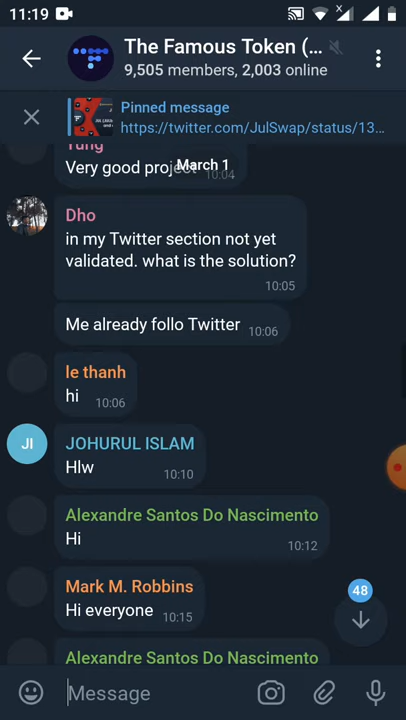 11:19
The Famous Token (...
9,505 members, 2,003 online
Pinned message
https://twitter.com/JulSwap/status/13...
Tung
March 1
Very good project 10:04
Dho
in my Twitter section not yet
validated. what is the solution?
10:05
Me already follo Twitter 10:06
le thanh
hi 10:06
JI
JOHURUL ISLAM
Hlw 10:10
Alexandre Santos Do Nascimento
Hi 10:12
Mark M. Robbins
Hi everyone 10:15
48
Alexandre Santos Do Nascimento
Message